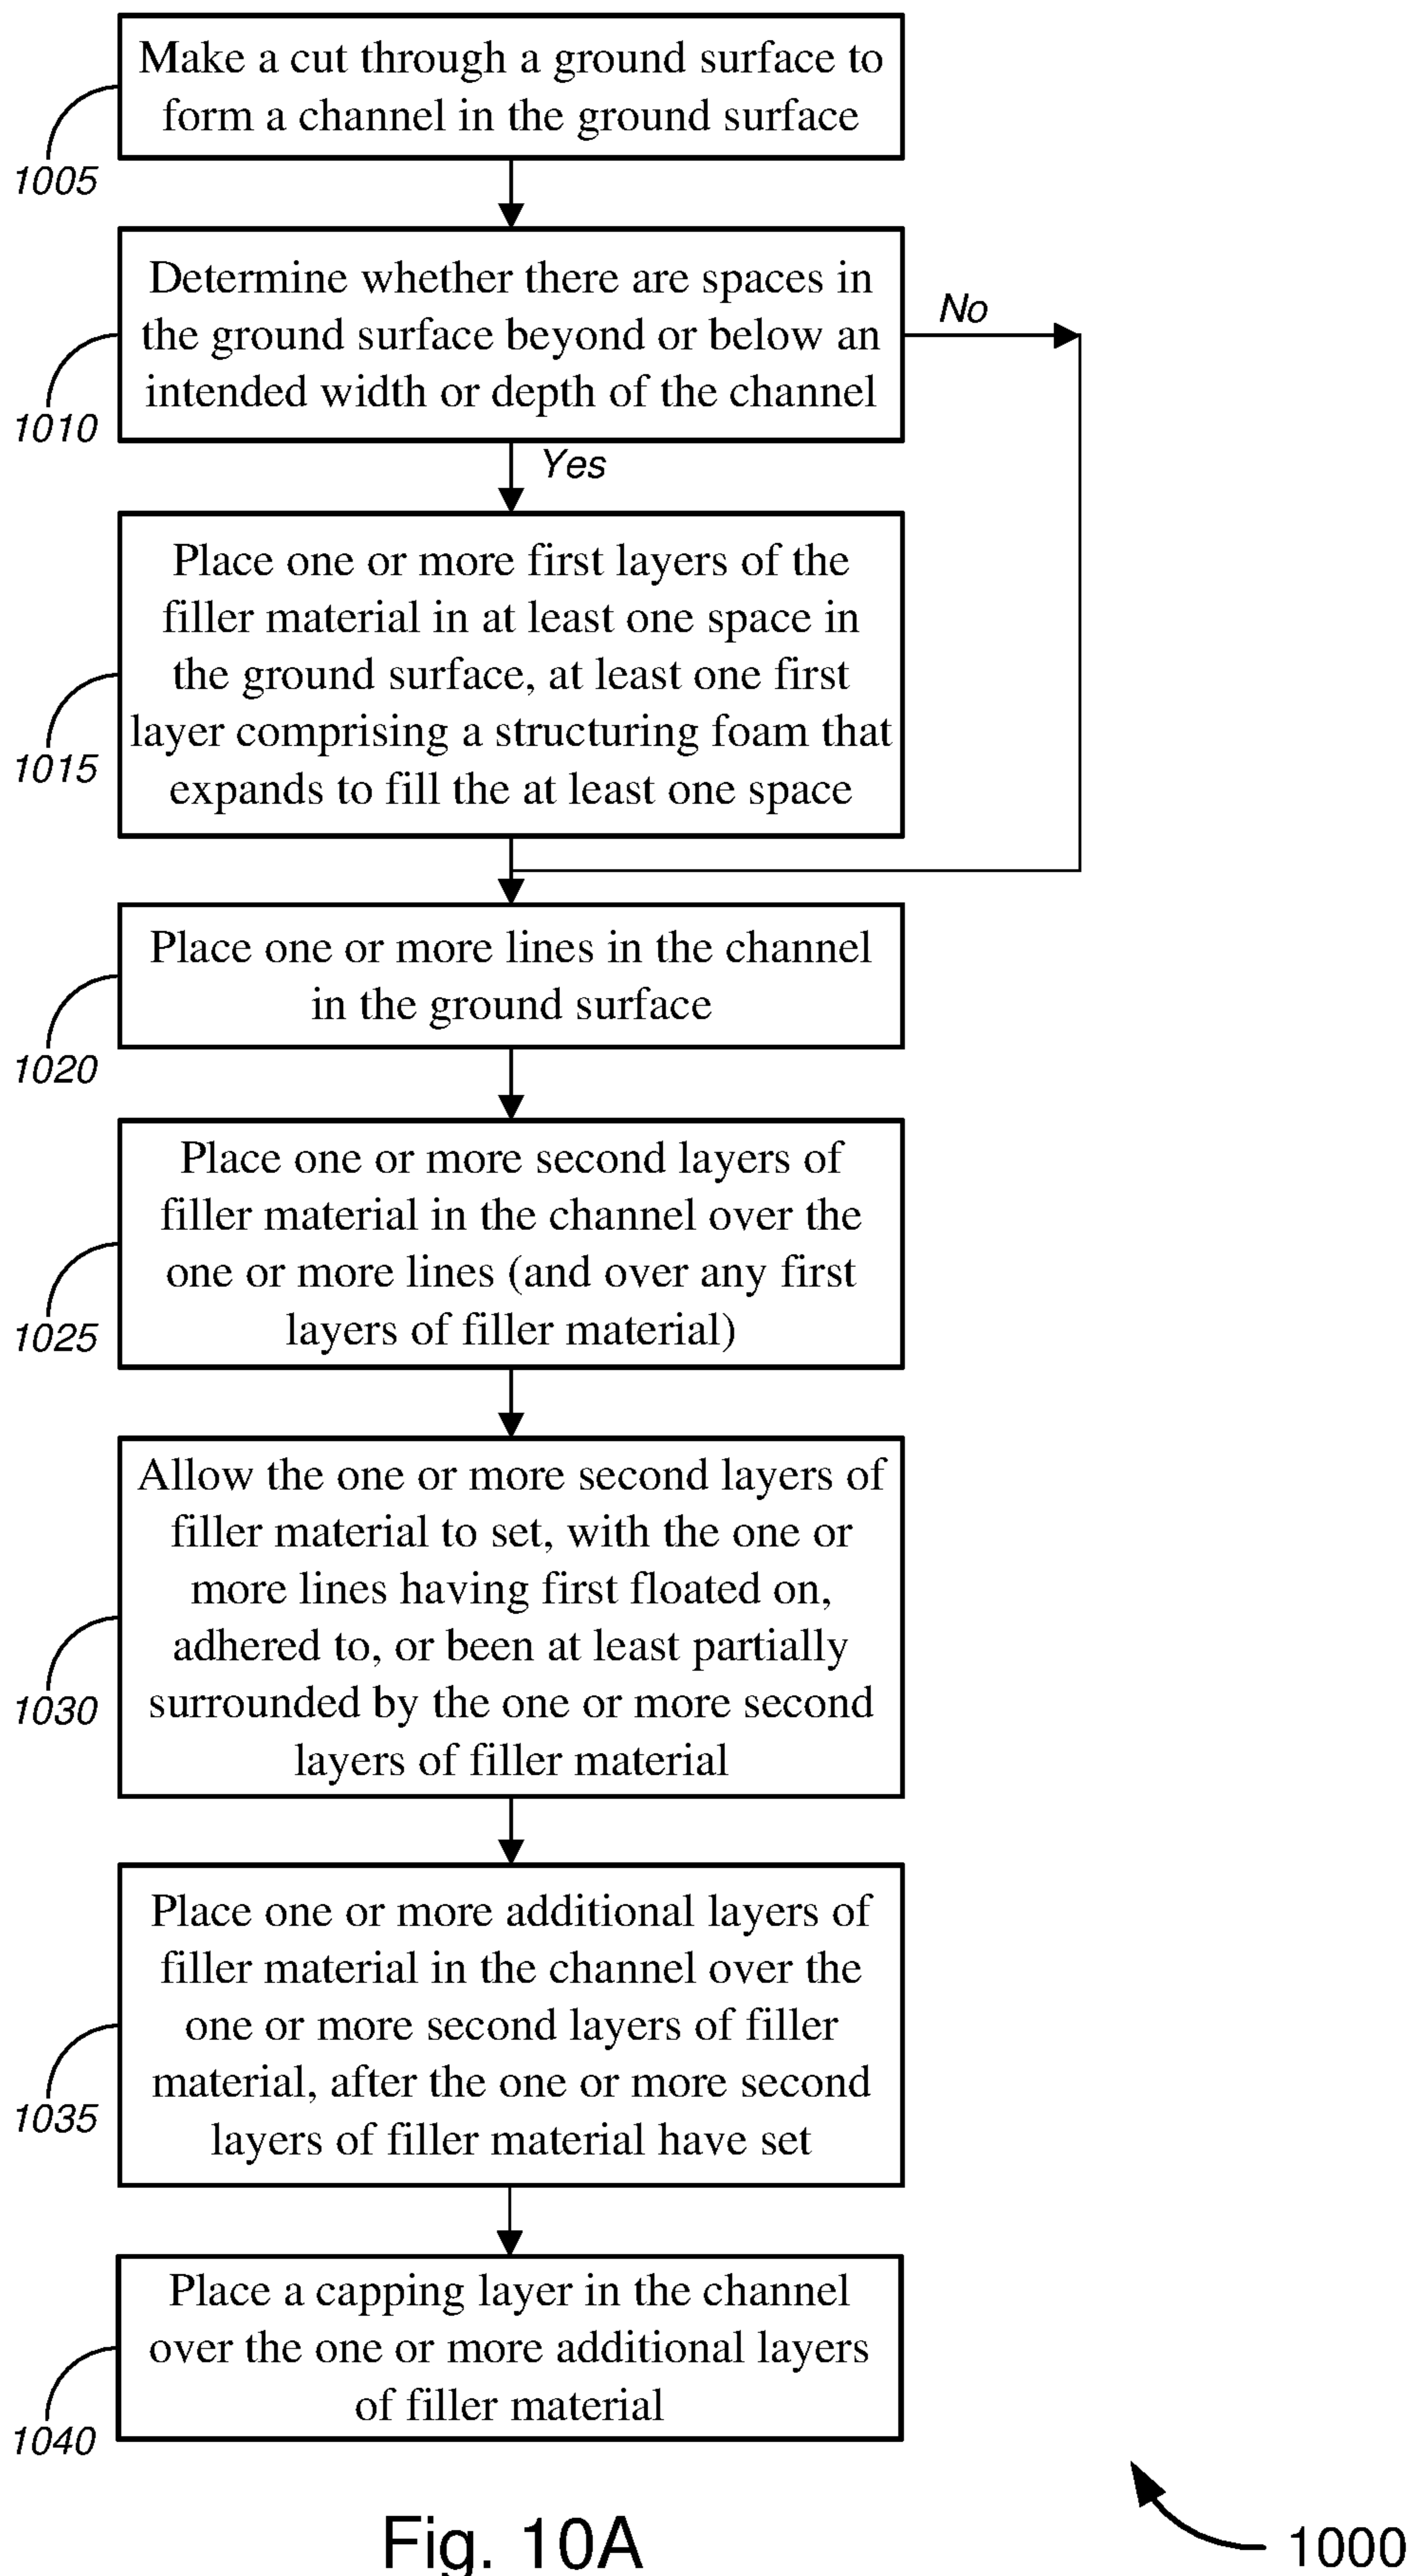 Make a cut through a ground surface to
form a channel in the ground surface
1005
Determine whether there are spaces in
the ground surface beyond or below an
intended width or depth of the channel
No
1010
Yes
Place one or more first layers of the
filler material in at least one space in
the ground surface, at least one first
layer comprising a structuring foam that
expands to fill the at least one space
1015
Place one or more lines in the channel
in the ground surface
1020
Place one or more second layers of
filler material in the channel over the
one or more lines (and over any first
layers of filler material)
1025
Allow the one or more second layers of
filler material to set, with the one or
more lines having first floated on,
adhered to, or been at least partially
surrounded by the one or more second
layers of filler material
1030
Place one or more additional layers of
filler material in the channel over the
one or more second layers of filler
material, after the one or more second
layers of filler material have set
1035
Place a capping layer in the channel
over the one or more additional layers
of filler material
1040
Fig. 10A
1000